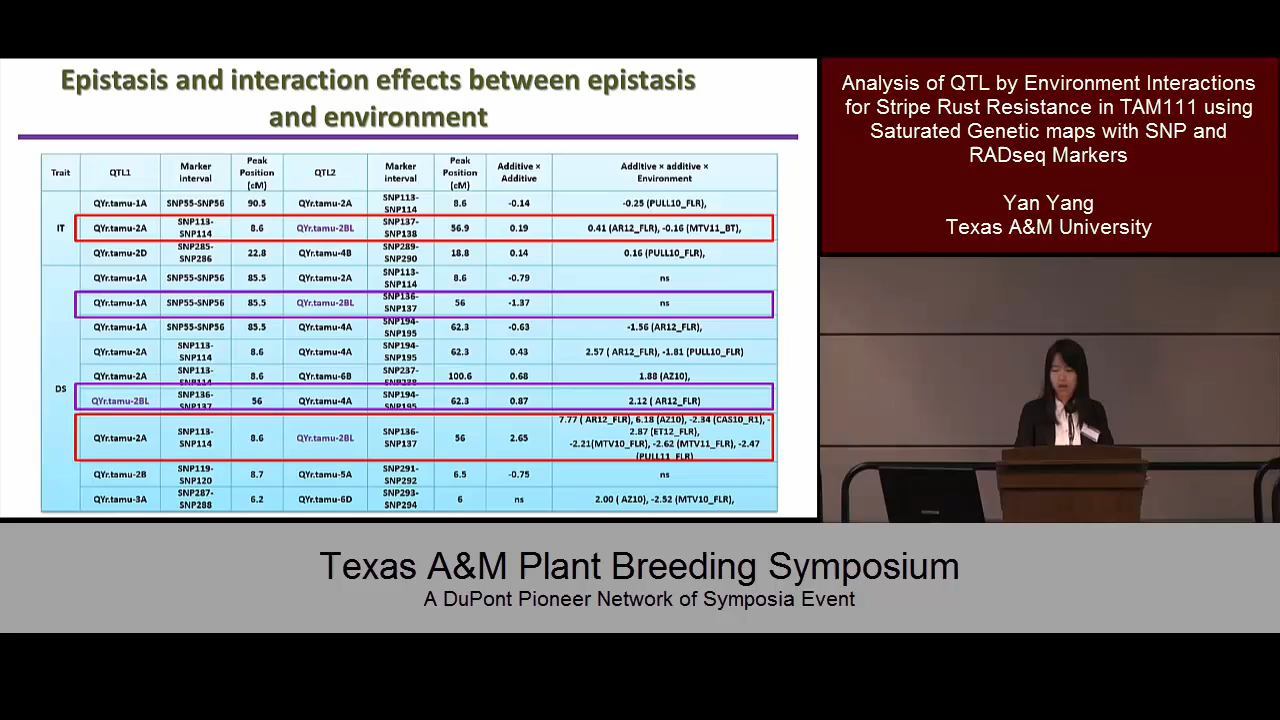 Epistasis and interaction effects between epistasis
and environment
Trait QTL1 Marker interval Peak Position (cM) QTL2 Marker interval Peak Position (cM) Additive × Additive Additive × additive × Environment
IT
QYr.tamu-1A SNP55-SNP56 90.5 QYr.tamu-2A SNP113-SNP114 8.6 -0.14 -0.25 (PULL10_FLR),
QYr.tamu-2A SNP113-SNP114 8.6 QYr.tamu-2BL SNP137-SNP138 56.9 0.19 0.41 (AR12_FLR), -0.16 (MTV11_BT),
QYr.tamu-2D SNP285-SNP286 22.8 QYr.tamu-4B SNP289-SNP290 18.8 0.14 0.16 (PULL10_FLR),
DS
QYr.tamu-1A SNP55-SNP56 85.5 QYr.tamu-2A SNP113-SNP114 8.6 -0.79 ns
QYr.tamu-1A SNP55-SNP56 85.5 QYr.tamu-2BL SNP136-SNP137 56 -1.37 ns
QYr.tamu-1A SNP55-SNP56 85.5 QYr.tamu-4A SNP194-SNP195 62.3 -0.63 -1.56 (AR12_FLR),
QYr.tamu-2A SNP113-SNP114 8.6 QYr.tamu-4A SNP194-SNP195 62.3 0.43 2.57 ( AR12_FLR), -1.81 (PULL10_FLR)
QYr.tamu-2A SNP113-SNP114 8.6 QYr.tamu-6B SNP237-SNP238 100.6 0.68 1.88 (AZ10),
QYr.tamu-2BL SNP136-SNP137 56 QYr.tamu-4A SNP194-SNP195 62.3 0.87 2.12 ( AR12_FLR)
QYr.tamu-2A SNP113-SNP114 8.6 QYr.tamu-2BL SNP136-SNP137 56 2.65 7.77 ( AR12_FLR), 6.18 (AZ10), -2.34 (CAS10_R1), -2.87 (ET12_FLR), -2.21(MTV10_FLR), -2.62 (MTV11_FLR), -2.47 (PULL11_FLR)
QYr.tamu-2B SNP119-SNP120 8.7 QYr.tamu-5A SNP291-SNP292 6.5 -0.75 ns
QYr.tamu-3A SNP287-SNP288 6.2 QYr.tamu-6D SNP293-SNP294 6 ns 2.00 ( AZ10), -2.52 (MTV10_FLR),
Analysis of QTL by Environment Interactions
for Stripe Rust Resistance in TAM111 using
Saturated Genetic maps with SNP and
RADseq Markers
Yan Yang
Texas A&M University
Texas A&M Plant Breeding Symposium
A DuPont Pioneer Network of Symposia Event